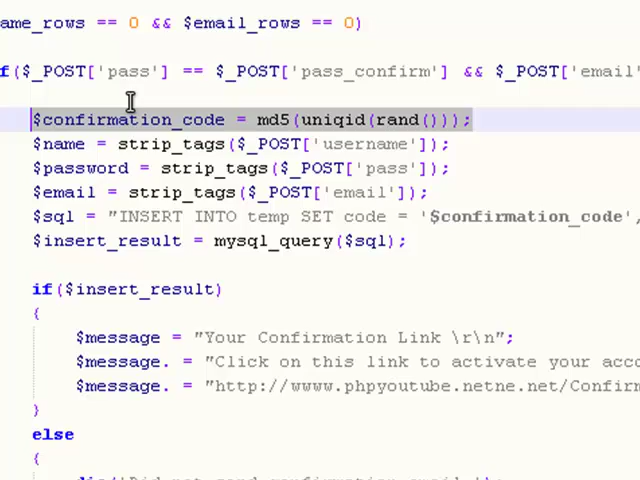 ame_rows == 0 && $email_rows == 0)
f($_POST['pass'] == $_POST['pass_confirm'] && $_POST['email'
$confirmation_code = md5(uniqid(rand()));
$name = strip_tags($_POST['username']);
$password = strip_tags($_POST['pass']);
$email = strip_tags($_POST['email']);
$sql = "INSERT INTO temp SET code = '$confirmation_code',
$insert_result = mysql_query($sql);
if($insert_result)
{
$message = "Your Confirmation Link \r\n";
$message. = "Click on this link to activate your acco
$message. = "http://wwww.phpyoutube.netne.net/Confirm
}
else
{